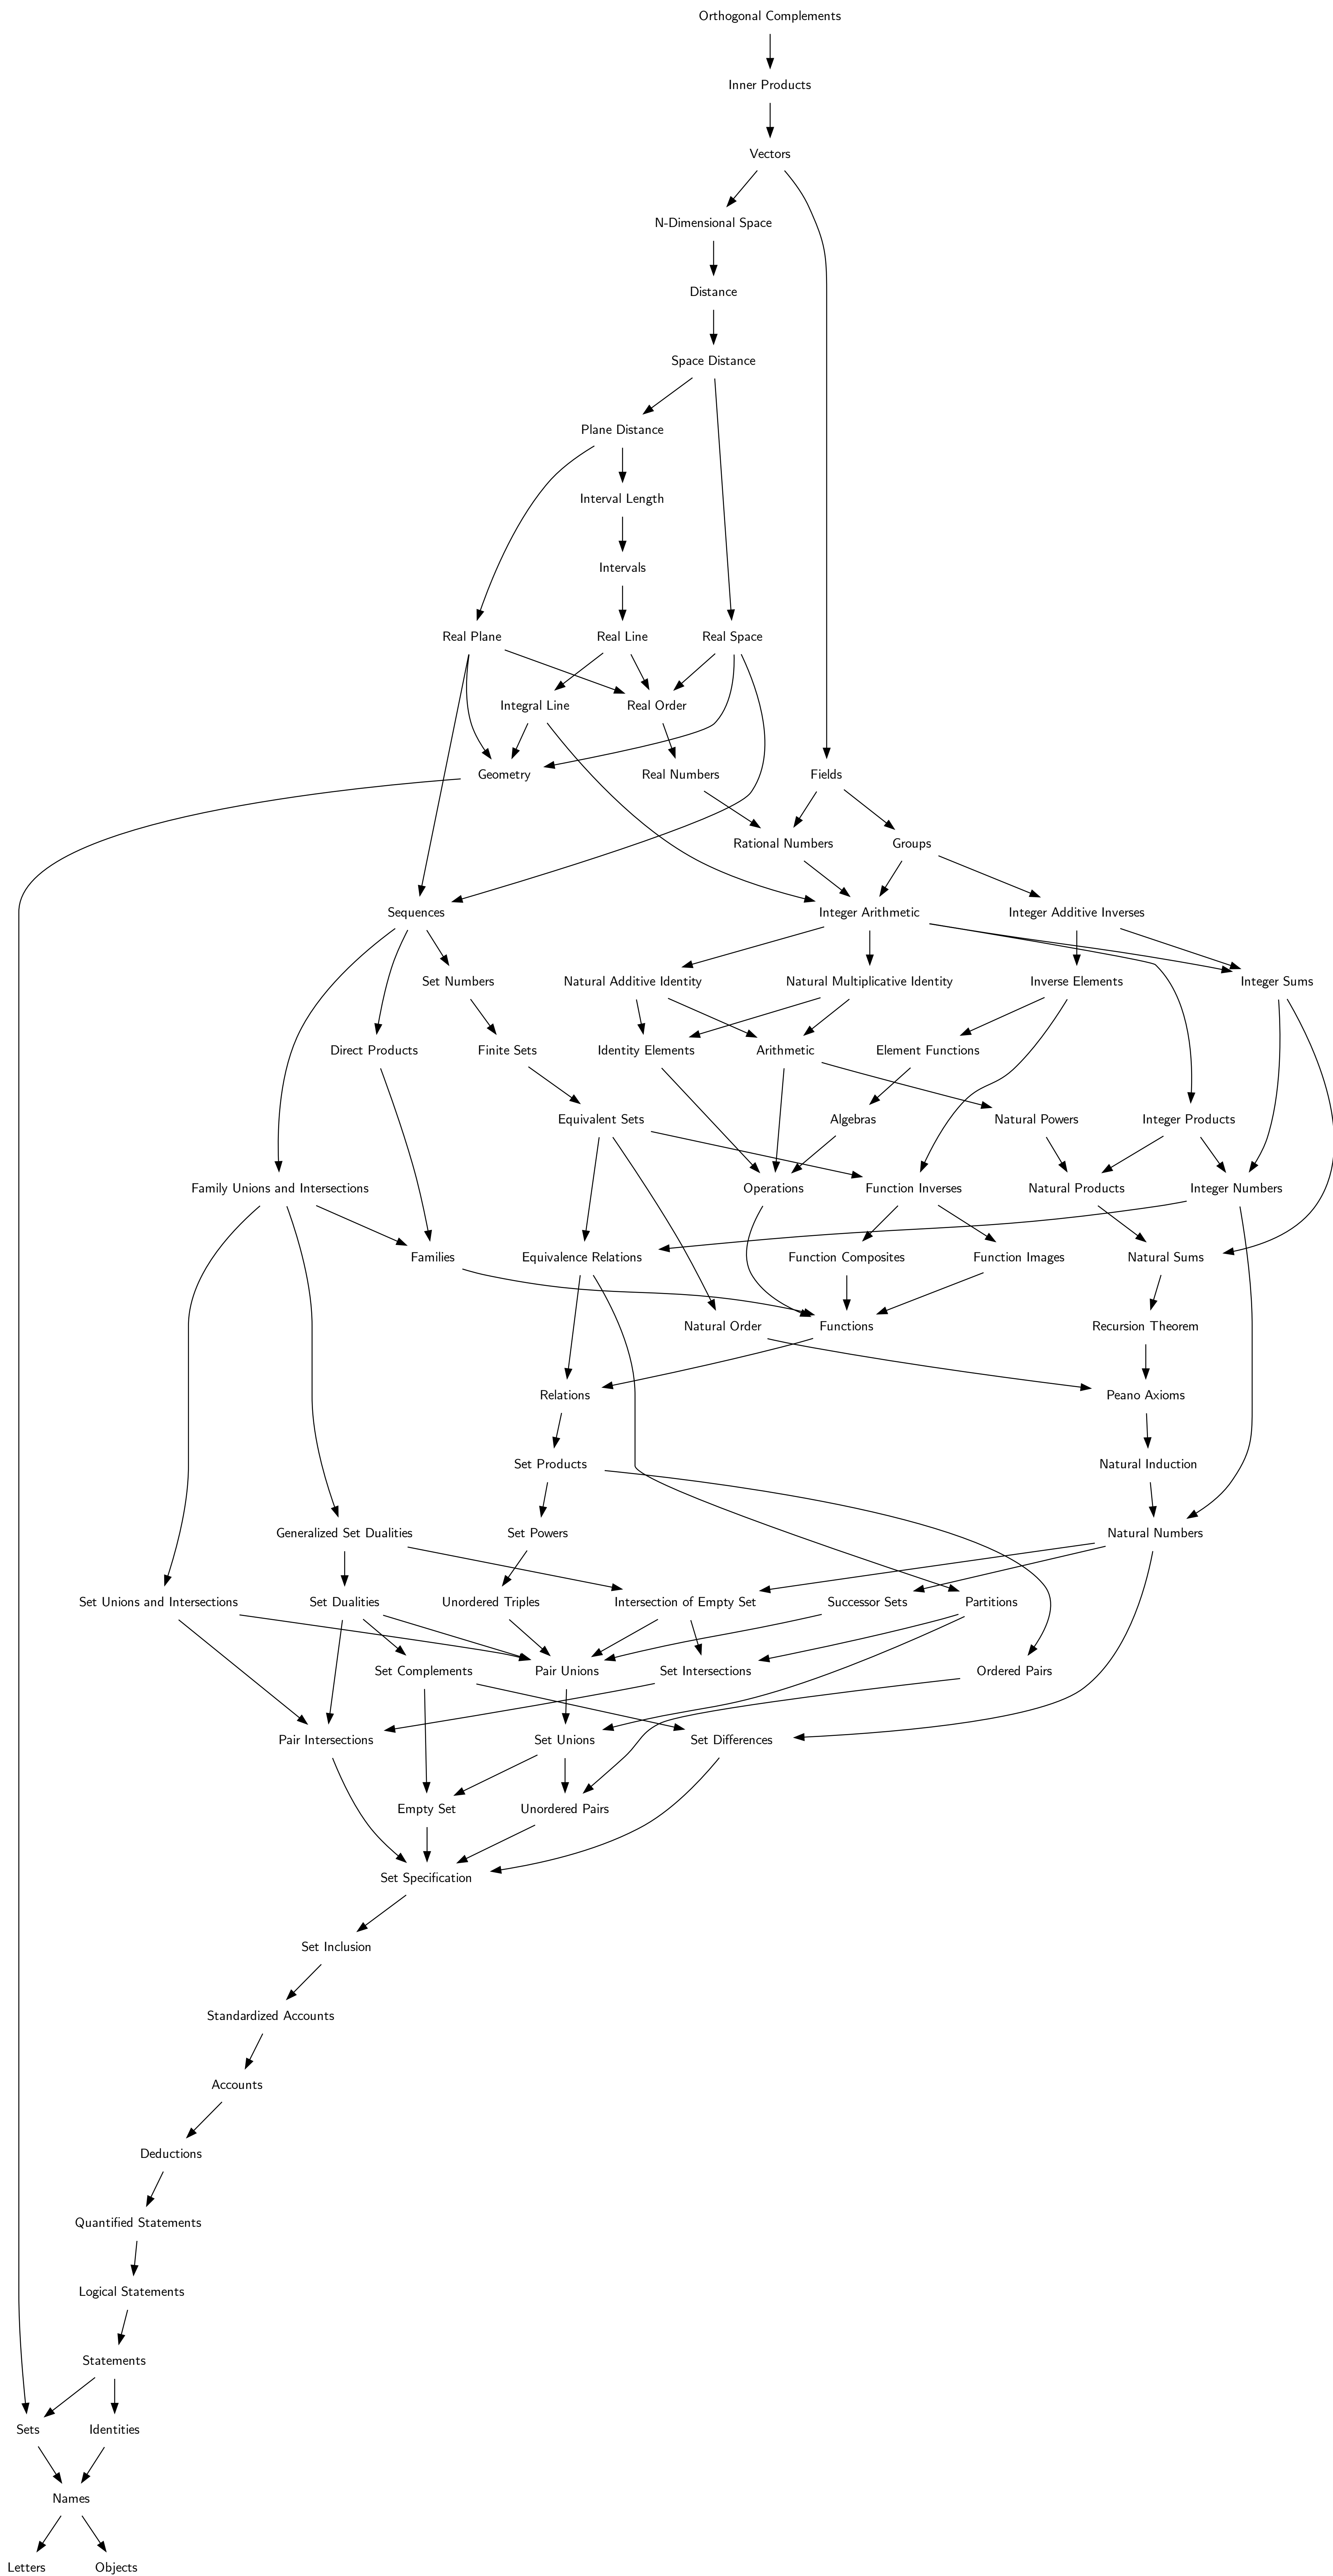 Orthogonal Complements
Inner Products
Vectors
N-Dimensional Space
Distance
Space Distance
Plane Distance
Interval Length
Intervals
Real Plane
Real Line
Real Space
Integral Line
Real Order
Geometry
Real Numbers
Fields
Rational Numbers
Groups
Sequences
Integer Arithmetic
Integer Additive Inverses
Set Numbers
Natural Additive Identity
Natural Multiplicative Identity
Inverse Elements
Integer Sums
Direct Products
Finite Sets
Identity Elements
Arithmetic
Element Functions
Equivalent Sets
Algebras
Natural Powers
Integer Products
Family Unions and Intersections
Operations
Function Inverses
Natural Products
Integer Numbers
Families
Equivalence Relations
Function Composites
Function Images
Natural Sums
Natural Order
Functions
Recursion Theorem
Relations
Peano Axioms
Set Products
Natural Induction
Generalized Set Dualities
Set Powers
Natural Numbers
Set Unions and Intersections
Set Dualities
Unordered Triples
Intersection of Empty Set
Successor Sets
Partitions
Set Complements
Pair Unions
Set Intersections
Ordered Pairs
Pair Intersections
Set Unions
Set Differences
Empty Set
Unordered Pairs
Set Specification
Set Inclusion
Standardized Accounts
Accounts
Deductions
Quantified Statements
Logical Statements
Statements
Sets
Identities
Names
Letters
Objects